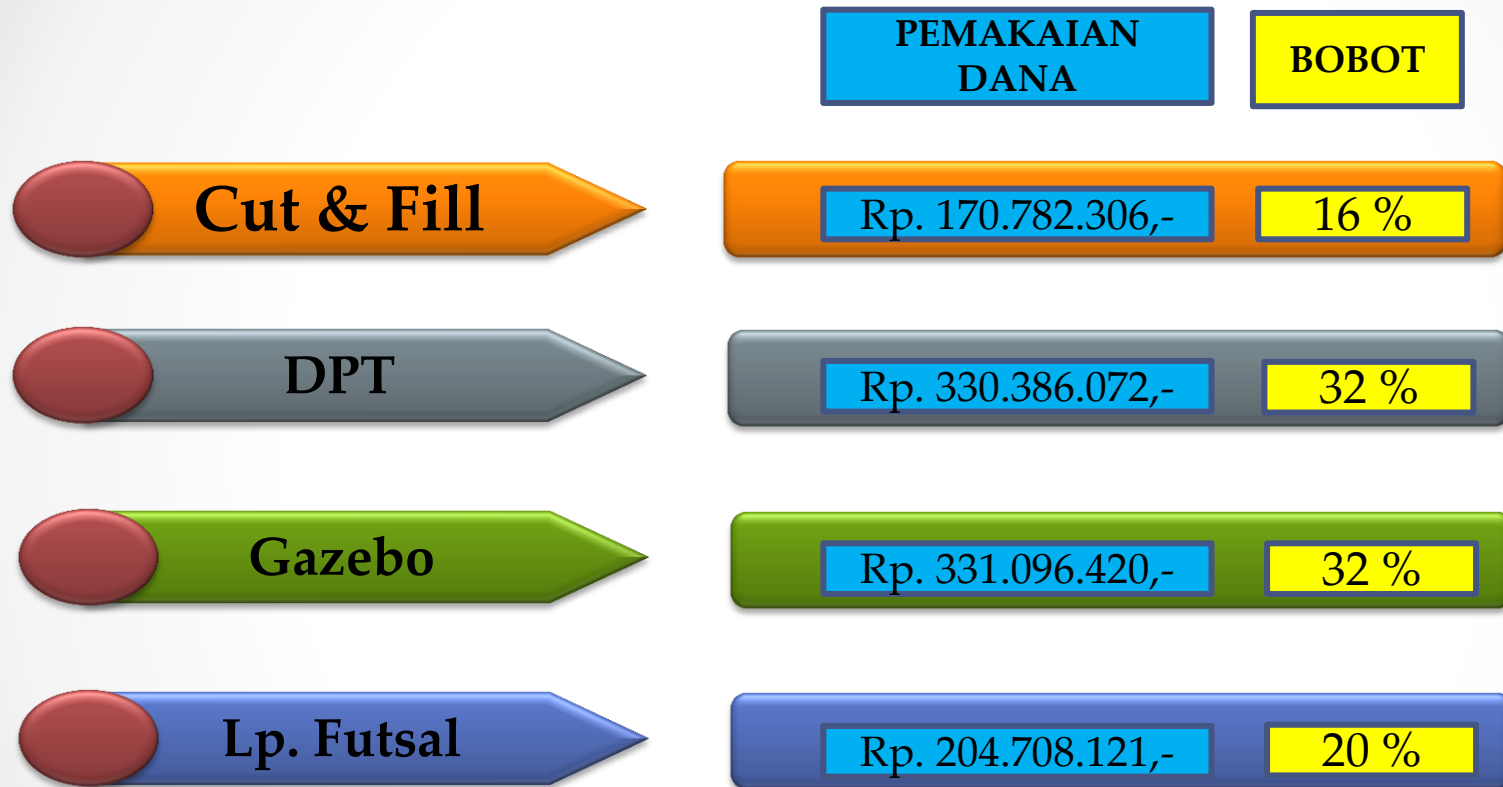 PEMAKAIAN
DANA
BOBOT
Cut & Fill
Rp. 170.782.306,-
16 %
DPT
Rp. 330.386.072,-
32 %
Gazebo
Rp. 331.096.420,-
32 %
Lp. Futsal
Rp. 204.708.121,-
20 %